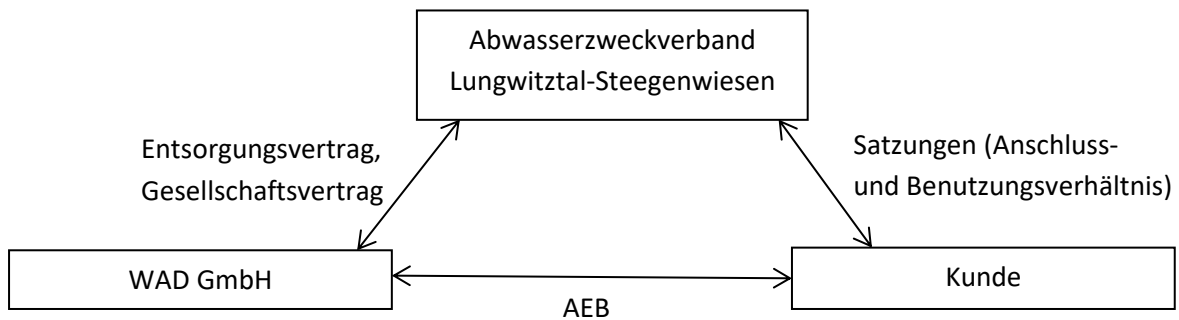 Abwasserzweckverband
Lungwitztal-Steegenwiesen
Entsorgungsvertrag,
Gesellschaftsvertrag
Satzungen (Anschluss-
und Benutzungsverhältnis)
WAD GmbH
Kunde
AEB